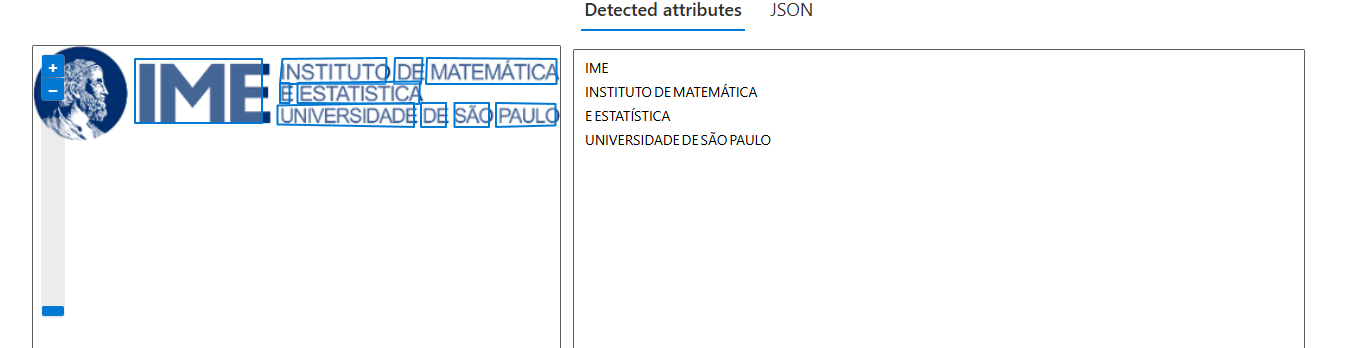 Detected attributes JSON
+
−
IME
INSTITUTO DE MATEMÁTICA
E ESTATÍSTICA
UNIVERSIDADE DE SÃO PAULO
IME
INSTITUTO DE MATEMÁTICA
E ESTATÍSTICA
UNIVERSIDADE DE SÃO PAULO